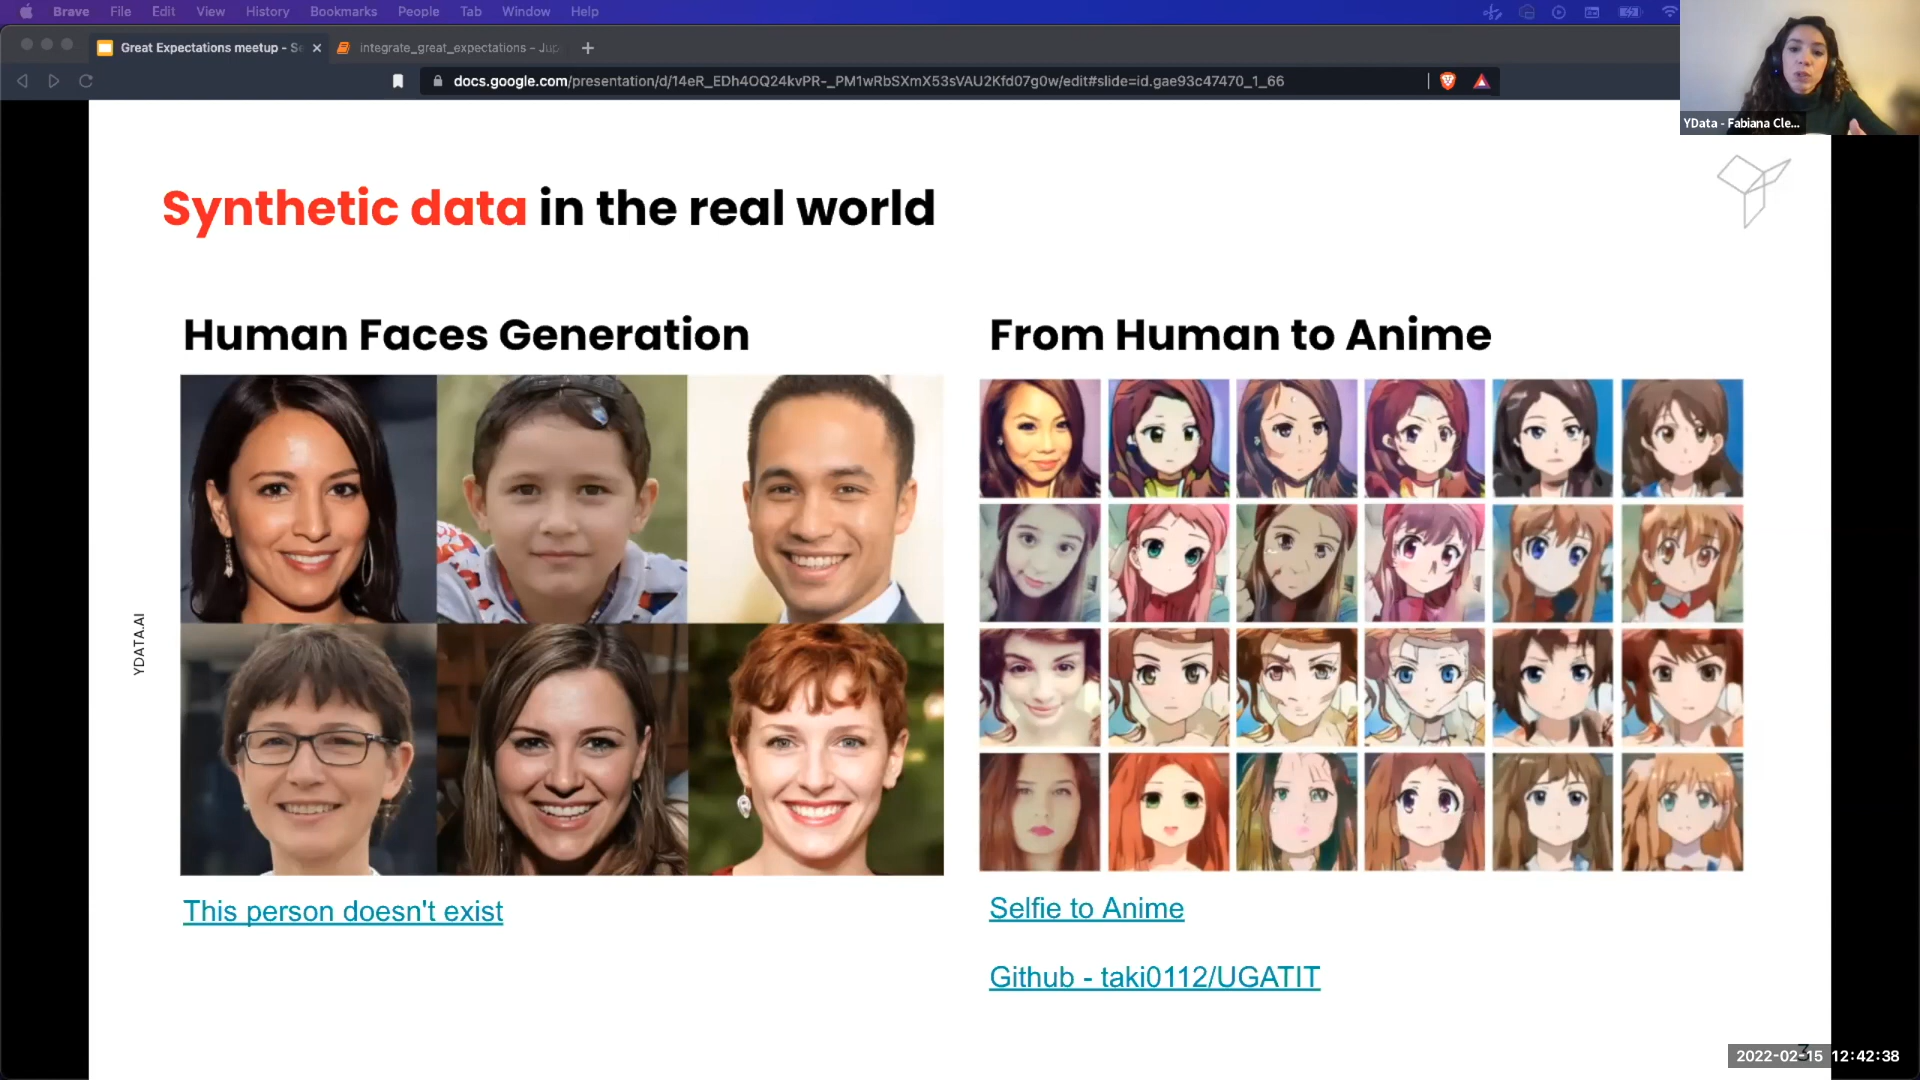 Brave File Edit View History Bookmarks People Tab Window Help
Great Expectations meetup - Se
integrate_great_expectations - Jup
docs.google.com/presentation/d/14eR_EDh4OQ24kvPR-_PM1wRbSXmX53sVAU2Kfd07g0w/edit#slide=id.gae93c47470_1_66
YData - Fabiana Cle...
Synthetic data in the real world
Human Faces Generation
From Human to Anime
YDATA.AI
This person doesn't exist
Selfie to Anime
Github - taki0112/UGATIT
3
2022-02-15 12:42:38